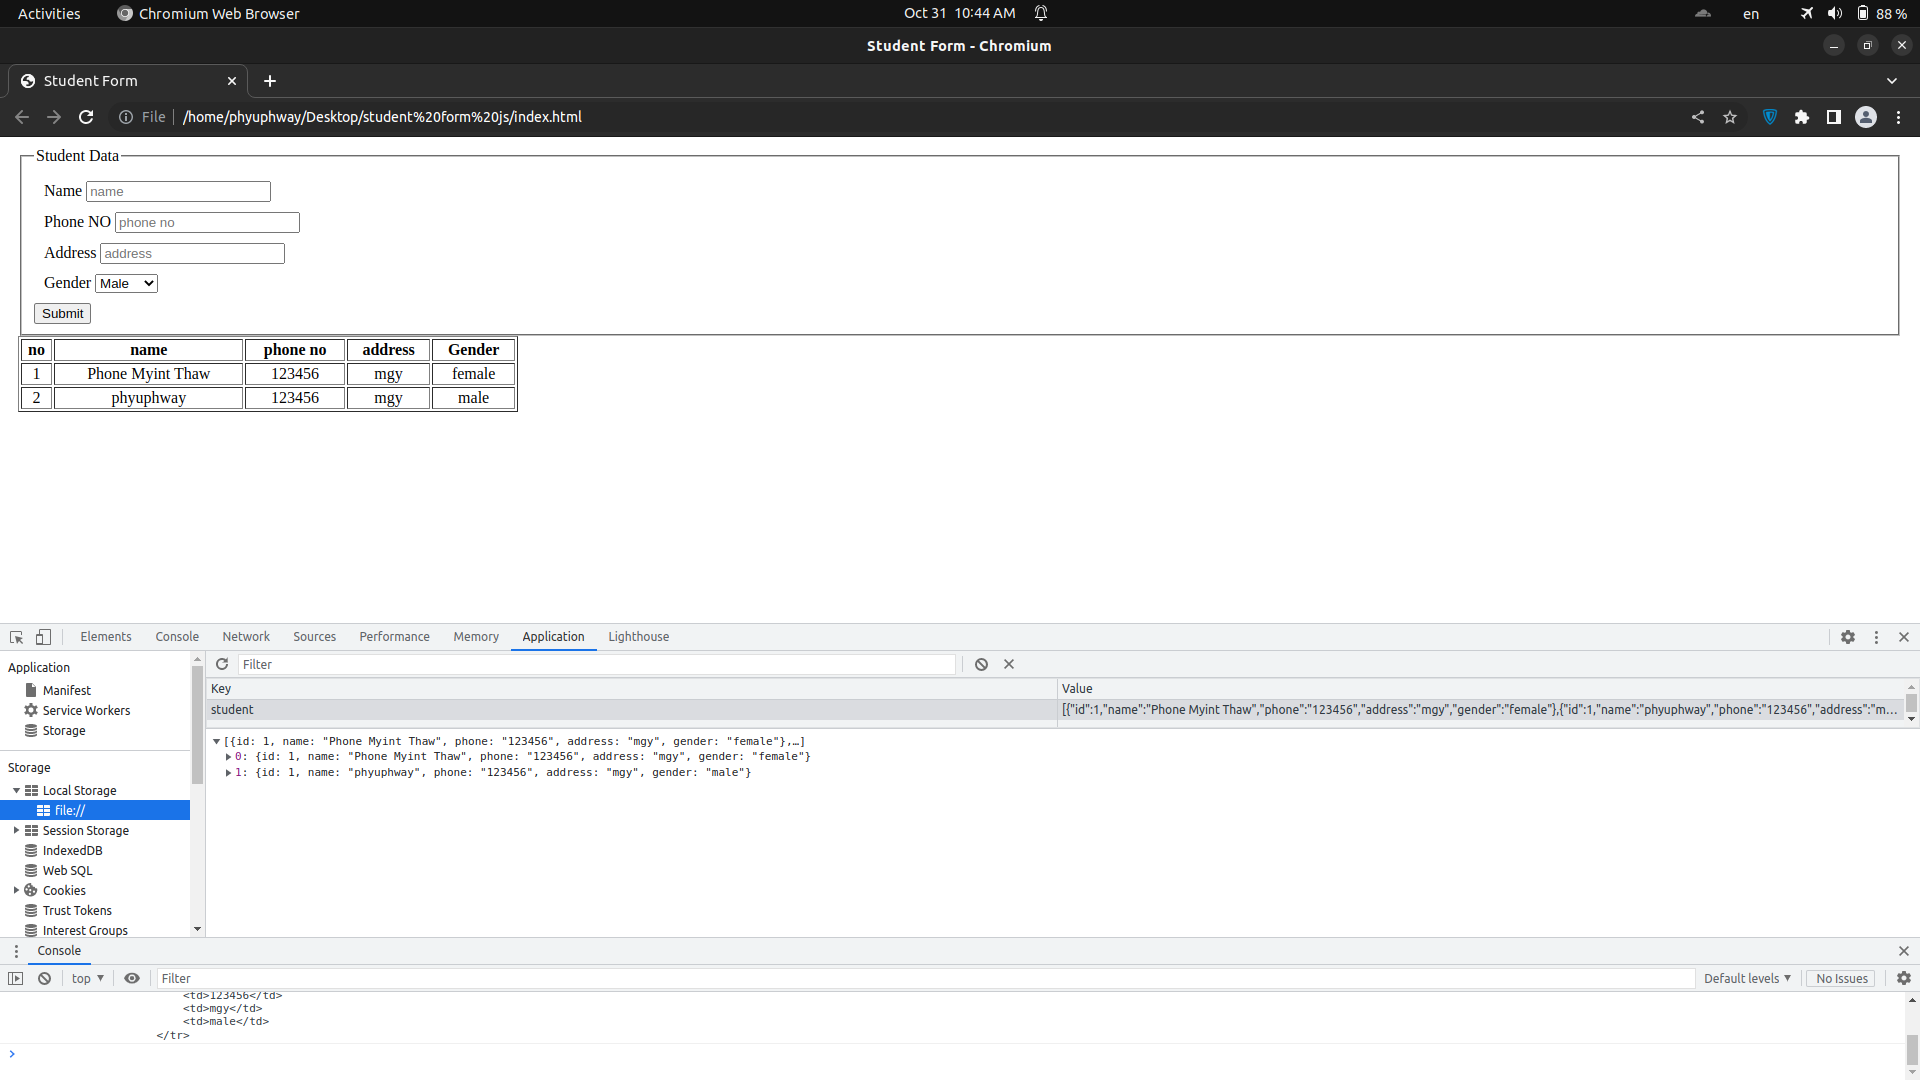 Activities Chromium Web Browser Oct 31 10:44 AM en 88 %
Student Form - Chromium
Student Form
File /home/phyuphway/Desktop/student%20form%20js/index.html
Student Data
Name name
Phone NO phone no
Address address
Gender Male
Submit
no name phone no address Gender
1 Phone Myint Thaw 123456 mgy female
2 phyuphway 123456 mgy male
Elements Console Network Sources Performance Memory Application Lighthouse
Application
Manifest
Service Workers
Storage
Storage
Local Storage
file://
Session Storage
IndexedDB
Web SQL
Cookies
Trust Tokens
Interest Groups
Filter
Key Value
student [{"id":1,"name":"Phone Myint Thaw","phone":"123456","address":"mgy","gender":"female"},{"id":1,"name":"phyuphway","phone":"123456","address":"m...
[{id: 1, name: "Phone Myint Thaw", phone: "123456", address: "mgy", gender: "female"},…]
0: {id: 1, name: "Phone Myint Thaw", phone: "123456", address: "mgy", gender: "female"}
1: {id: 1, name: "phyuphway", phone: "123456", address: "mgy", gender: "male"}
Console
top Filter Default levels No Issues
<td>123456</td>
<td>mgy</td>
<td>male</td>
</tr>